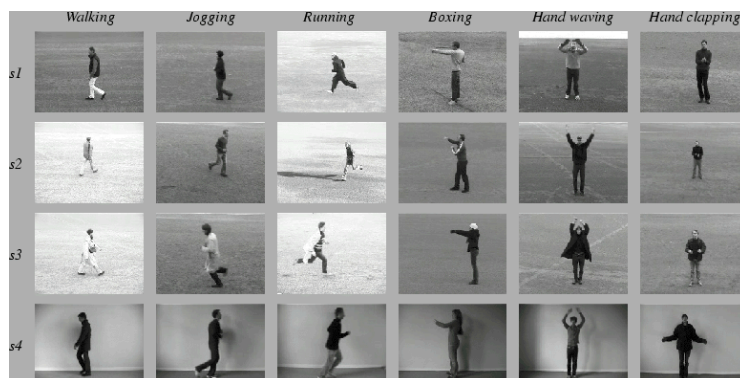 Walking Jogging Running Boxing Hand waving Hand clapping
s1
s2
s3
s4